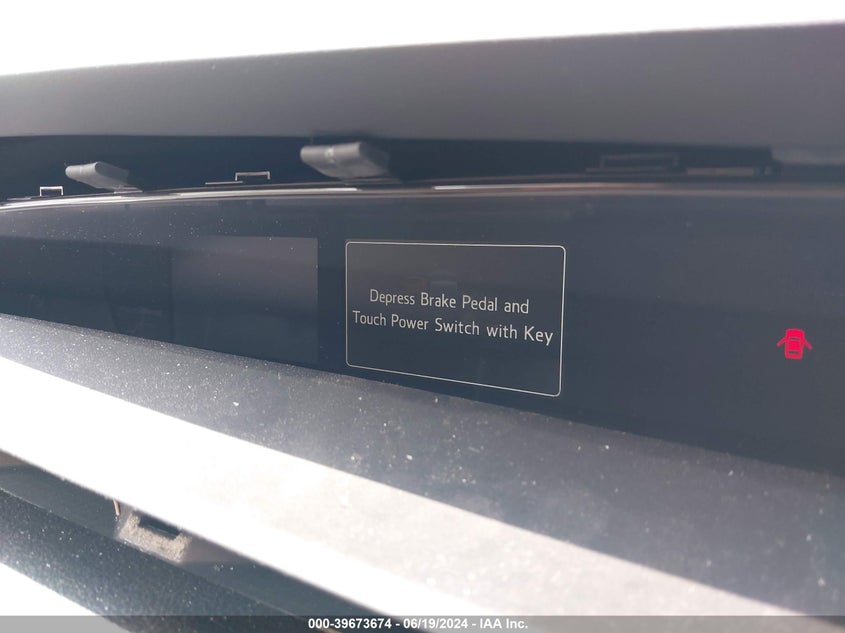 Depress Brake Pedal and
Touch Power Switch with Key
000-39673674 - 06/19/2024 - IAA Inc.